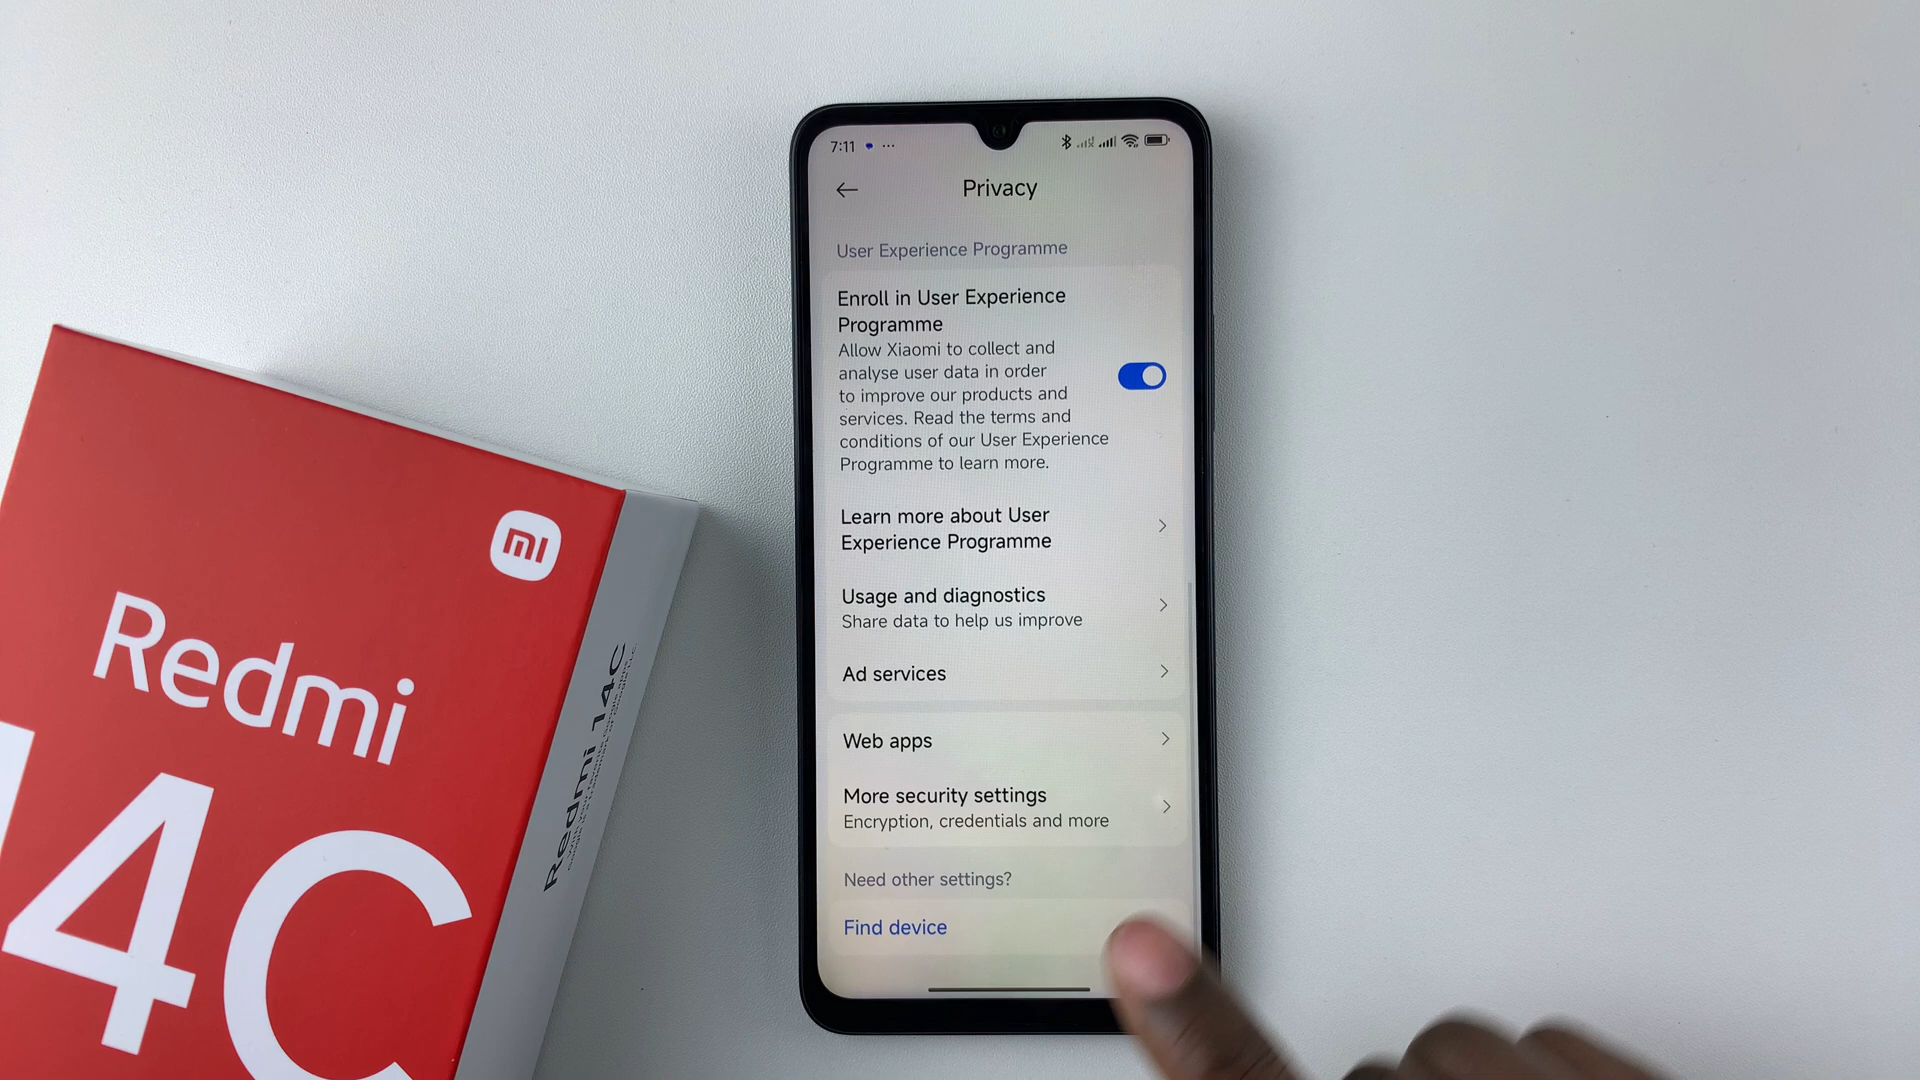 7:11
Privacy
User Experience Programme
Enroll in User Experience
Programme
Allow Xiaomi to collect and
analyse user data in order
to improve our products and
services. Read the terms and
conditions of our User Experience
Programme to learn more.
Learn more about User
Experience Programme
Usage and diagnostics
Share data to help us improve
Ad services
Web apps
More security settings
Encryption, credentials and more
Need other settings?
Find device
mi
Redmi
14C
Redmi 14C